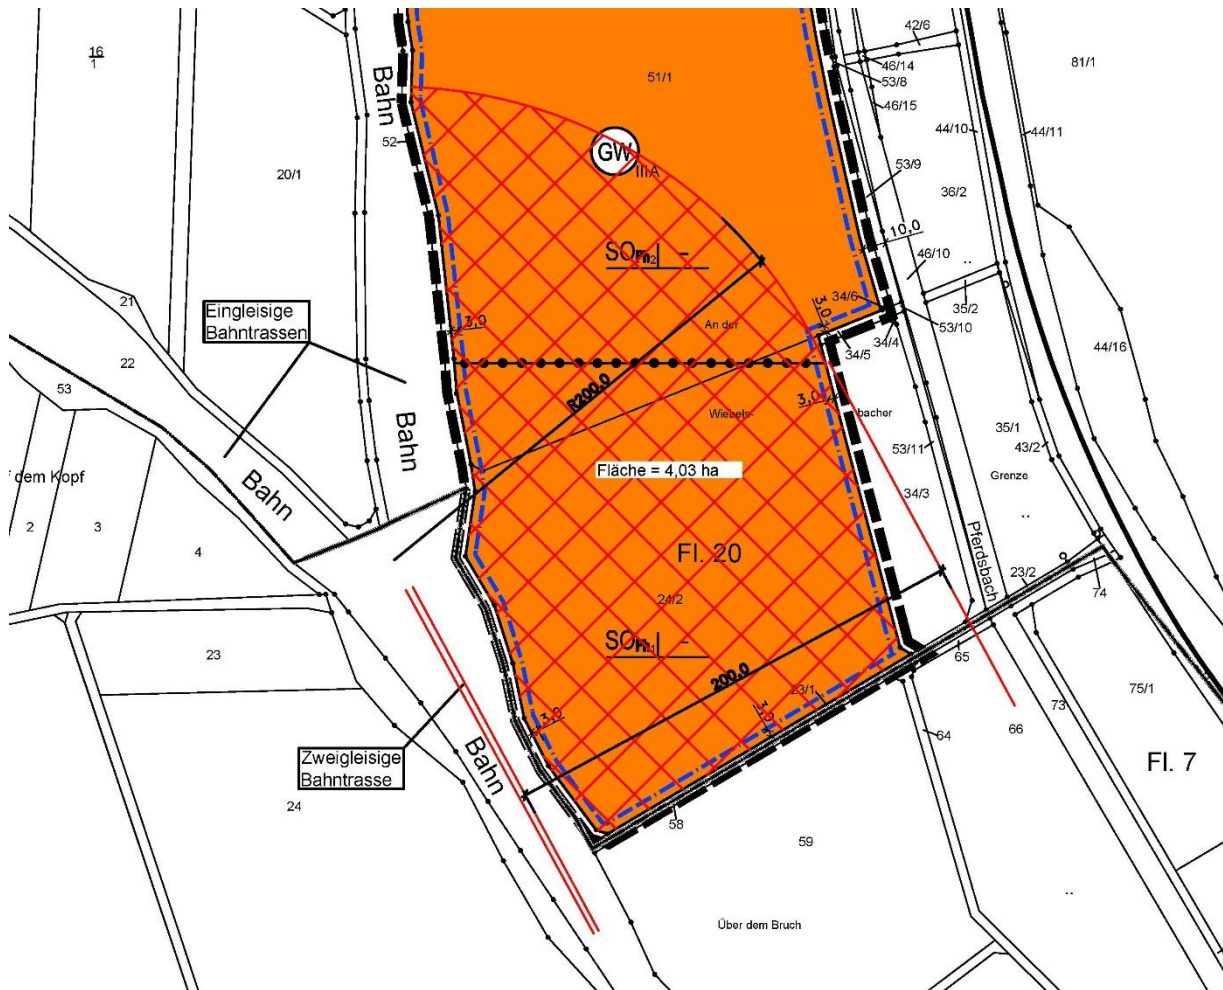 42/6
16
1
51/1
46/14
81/1
53/8
Bahn
46/15
44/10
44/11
52
GW
IIIA
53/9
20/1
36/2
10,0
SO
-
46/10
21
34/6
35/2
Eingleisige
Bahntrassen
3,0
3,0
An der
34/4
53/10
44/16
22
34/5
53
R200,0
3,0
Wiebels-
bacher
35/1
Bahn
53/11
43/2
Fläche = 4,03 ha
f dem Kopf
Bahn
34/3
Grenze
2
3
4
Fl. 20
Pferdsbach
23/2
74
24/2
23
SO
-
65
200,0
23/1
75/1
3,0
3,0
73
66
64
Zweigleisige
Bahntrasse
Bahn
Fl. 7
24
58
59
Über dem Bruch